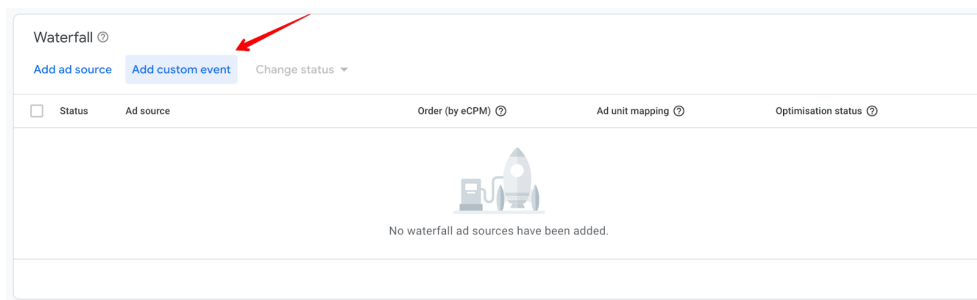 Waterfall
Add ad source Add custom event Change status
Status Ad source Order (by eCPM) Ad unit mapping Optimisation status
No waterfall ad sources have been added.